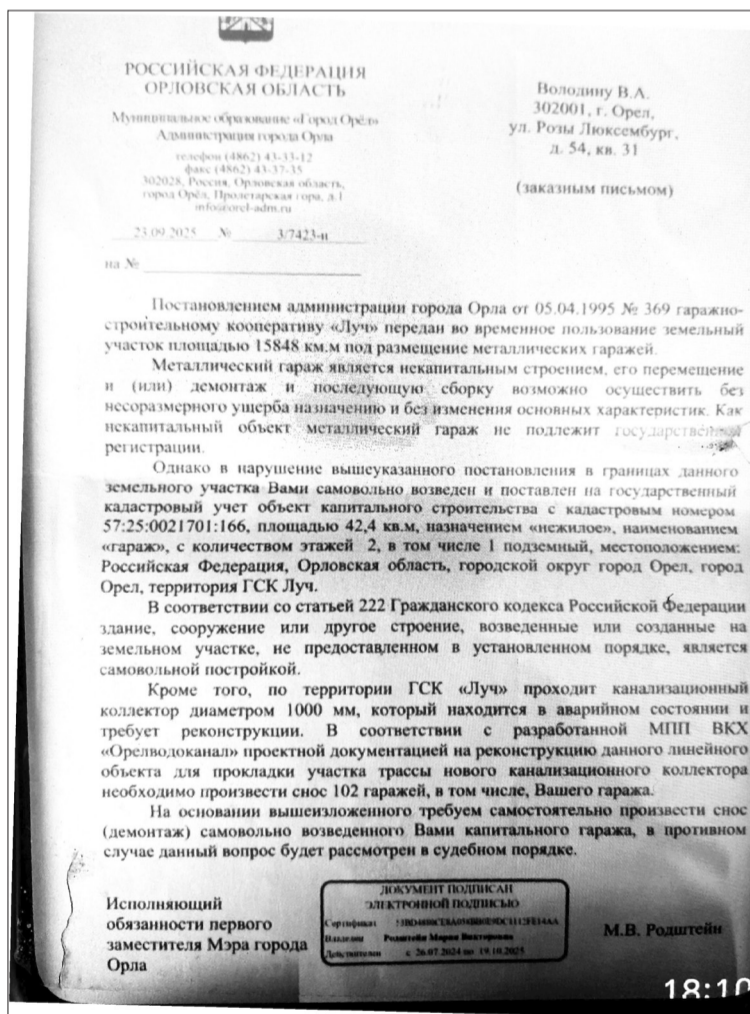 РОССИЙСКАЯ ФЕДЕРАЦИЯ
ОРЛОВСКАЯ ОБЛАСТЬ
Муниципальное образование «Город Орёл»
Администрация города Орла
телефон (4862) 43-33-12
факс (4862) 43-37-35
302028, Россия, Орловская область,
город Орёл, Пролетарская гора, д.1
info@orel-adm.ru
23.09.2025 № 3/7423-и
на №
Володину В.А.
302001, г. Орел,
ул. Розы Люксембург,
д. 54, кв. 31
(заказным письмом)
Постановлением администрации города Орла от 05.04.1995 № 369 гаражно-
строительному кооперативу «Луч» передан во временное пользование земельный
участок площадью 15848 км.м под размещение металлических гаражей.
Металлический гараж является некапитальным строением, его перемещение
и (или) демонтаж и последующую сборку возможно осуществить без
несоразмерного ущерба назначению и без изменения основных характеристик. Как
некапитальный объект металлический гараж не подлежит государственной
регистрации.
Однако в нарушение вышеуказанного постановления в границах данного
земельного участка Вами самовольно возведен и поставлен на государственный
кадастровый учет объект капитального строительства с кадастровым номером
57:25:0021701:166, площадью 42,4 кв.м, назначением «нежилое», наименованием
«гараж», с количеством этажей 2, в том числе 1 подземный, местоположением:
Российская Федерация, Орловская область, городской округ город Орел, город
Орел, территория ГСК Луч.
В соответствии со статьей 222 Гражданского кодекса Российской Федерации
здание, сооружение или другое строение, возведенные или созданные на
земельном участке, не предоставленном в установленном порядке, является
самовольной постройкой.
Кроме того, по территории ГСК «Луч» проходит канализационный
коллектор диаметром 1000 мм, который находится в аварийном состоянии и
требует реконструкции. В соответствии с разработанной МПП ВКХ
«Орелводоканал» проектной документацией на реконструкцию данного линейного
объекта для прокладки участка трассы нового канализационного коллектора
необходимо произвести снос 102 гаражей, в том числе, Вашего гаража.
На основании вышеизложенного требуем самостоятельно произвести снос
(демонтаж) самовольно возведенного Вами капитального гаража, в противном
случае данный вопрос будет рассмотрен в судебном порядке.
Исполняющий
обязанности первого
заместителя Мэра города
Орла
ДОКУМЕНТ ПОДПИСАН
ЭЛЕКТРОННОЙ ПОДПИСЬЮ
Сертификат
Владелец Родштейн Мария Викторовна
Действителен с 26.07.2024 по 19.10.2025
М.В. Родштейн
18:10